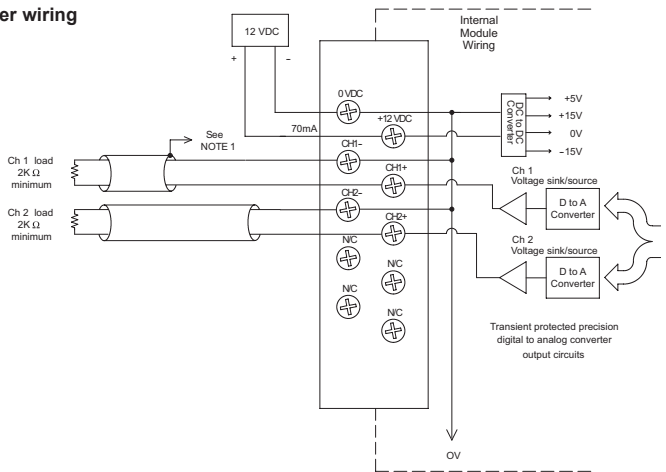 er wiring
12 VDC
+ –
Internal
Module
Wiring
0 VDC
+12 VDC
70mA
See
NOTE 1
CH1–
CH1+
CH2–
CH2+
N/C
N/C
N/C
N/C
Ch 1 load
2K Ω
minimum
Ch 2 load
2K Ω
minimum
DC to DC
Converter
+5V
+15V
0V
–15V
Ch 1
Voltage sink/source
D to A
Converter
Ch 2
Voltage sink/source
D to A
Converter
Transient protected precision
digital to analog converter
output circuits
OV